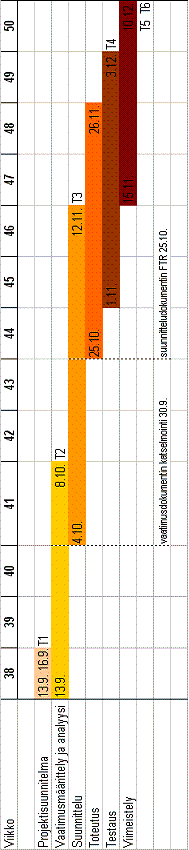 Viikko 38 39 40 41 42 43 44 45 46 47 48 49 50
Projektisuunnitelma 13.9. 16.9. T1
Vaatimusmäärittely ja analyysi 13.9. 8.10. T2
Suunnittelu 4.10. 12.11. T3
Toteutus 25.10. 26.11.
Testaus 1.11. 3.12. T4
Viimeistely 15.11. 10.12.
T5 T6
vaatimusdokumentin katselmointi 30.9. suunnitteludokumentin FTR 25.10.